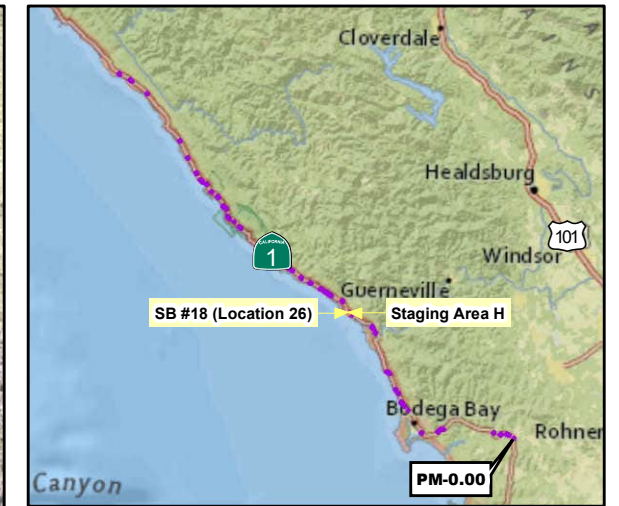 Cloverdale
A I N S
Healdsburg
101
Windsor
CALIFORNIA
1
Guerneville
SB #18 (Location 26)
Staging Area H
Bodega Bay
Rohner
PM-0.00
Canyon